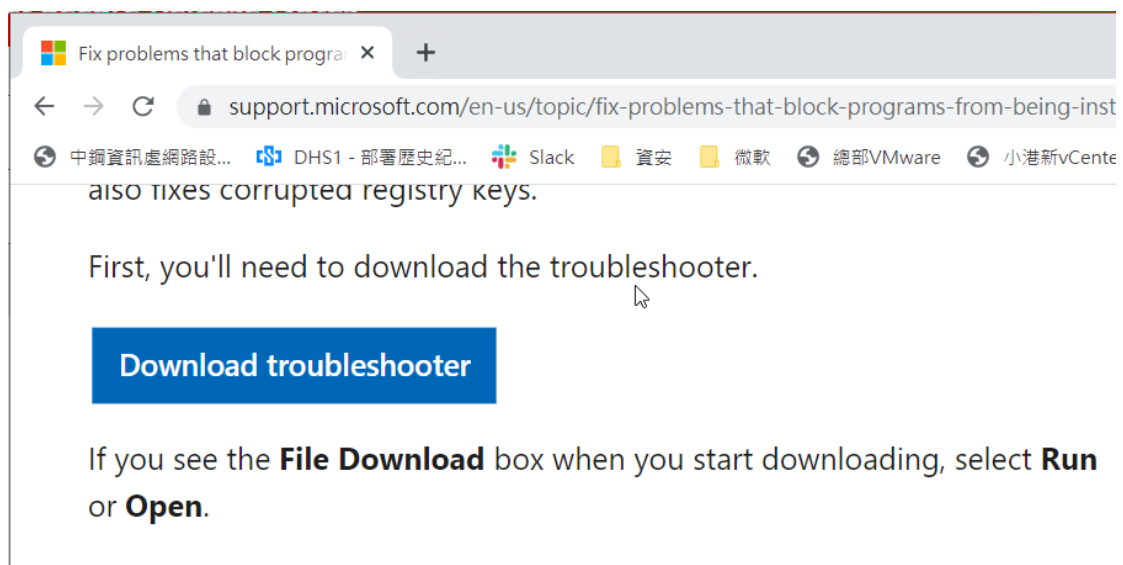 Fix problems that block progra
support.microsoft.com/en-us/topic/fix-problems-that-block-programs-from-being-inst
中鋼資訊處網路設... DHS1 - 部署歷史紀... Slack 資安 微軟 總部VMware 小港新vCente
also fixes corrupted registry keys.
First, you'll need to download the troubleshooter.
Download troubleshooter
If you see the File Download box when you start downloading, select Run
or Open.